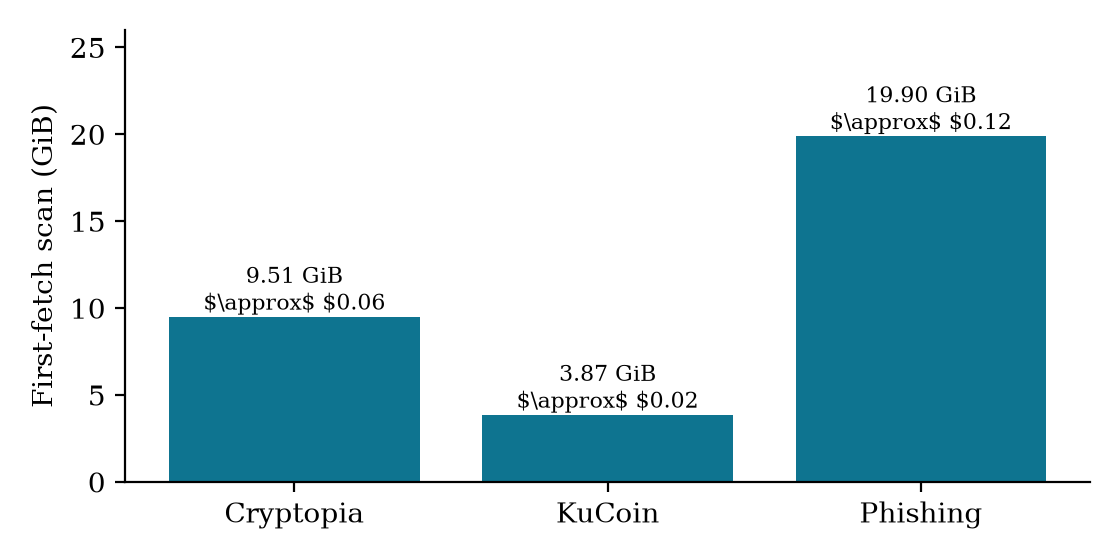 19.90 GiB
$\approx$ $0.12
9.51 GiB
$\approx$ $0.06
3.87 GiB
$\approx$ $0.02
First-fetch scan (GiB)
25
20
15
10
5
0
Cryptopia
KuCoin
Phishing